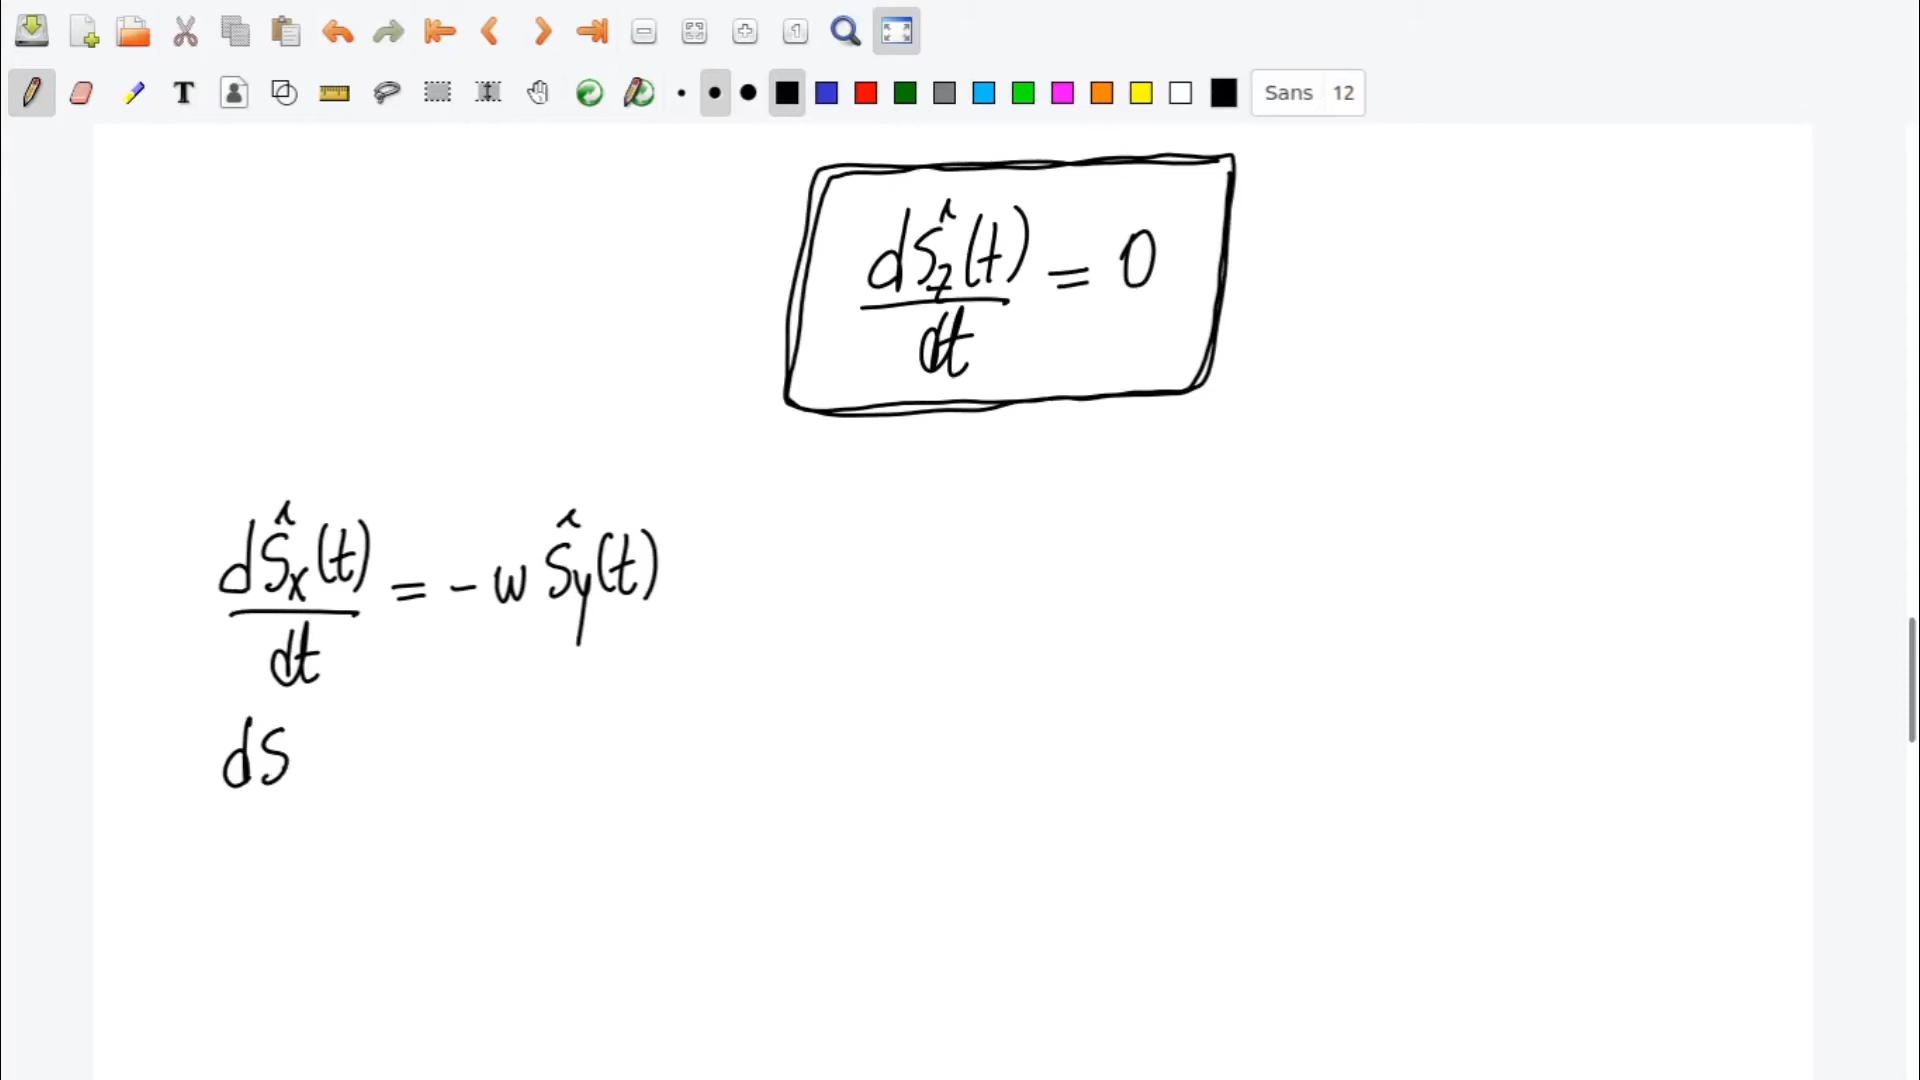 T Sans 12
dŜz(t)/dt = 0
dŜx(t)/dt = - ω Ŝy(t)
dS